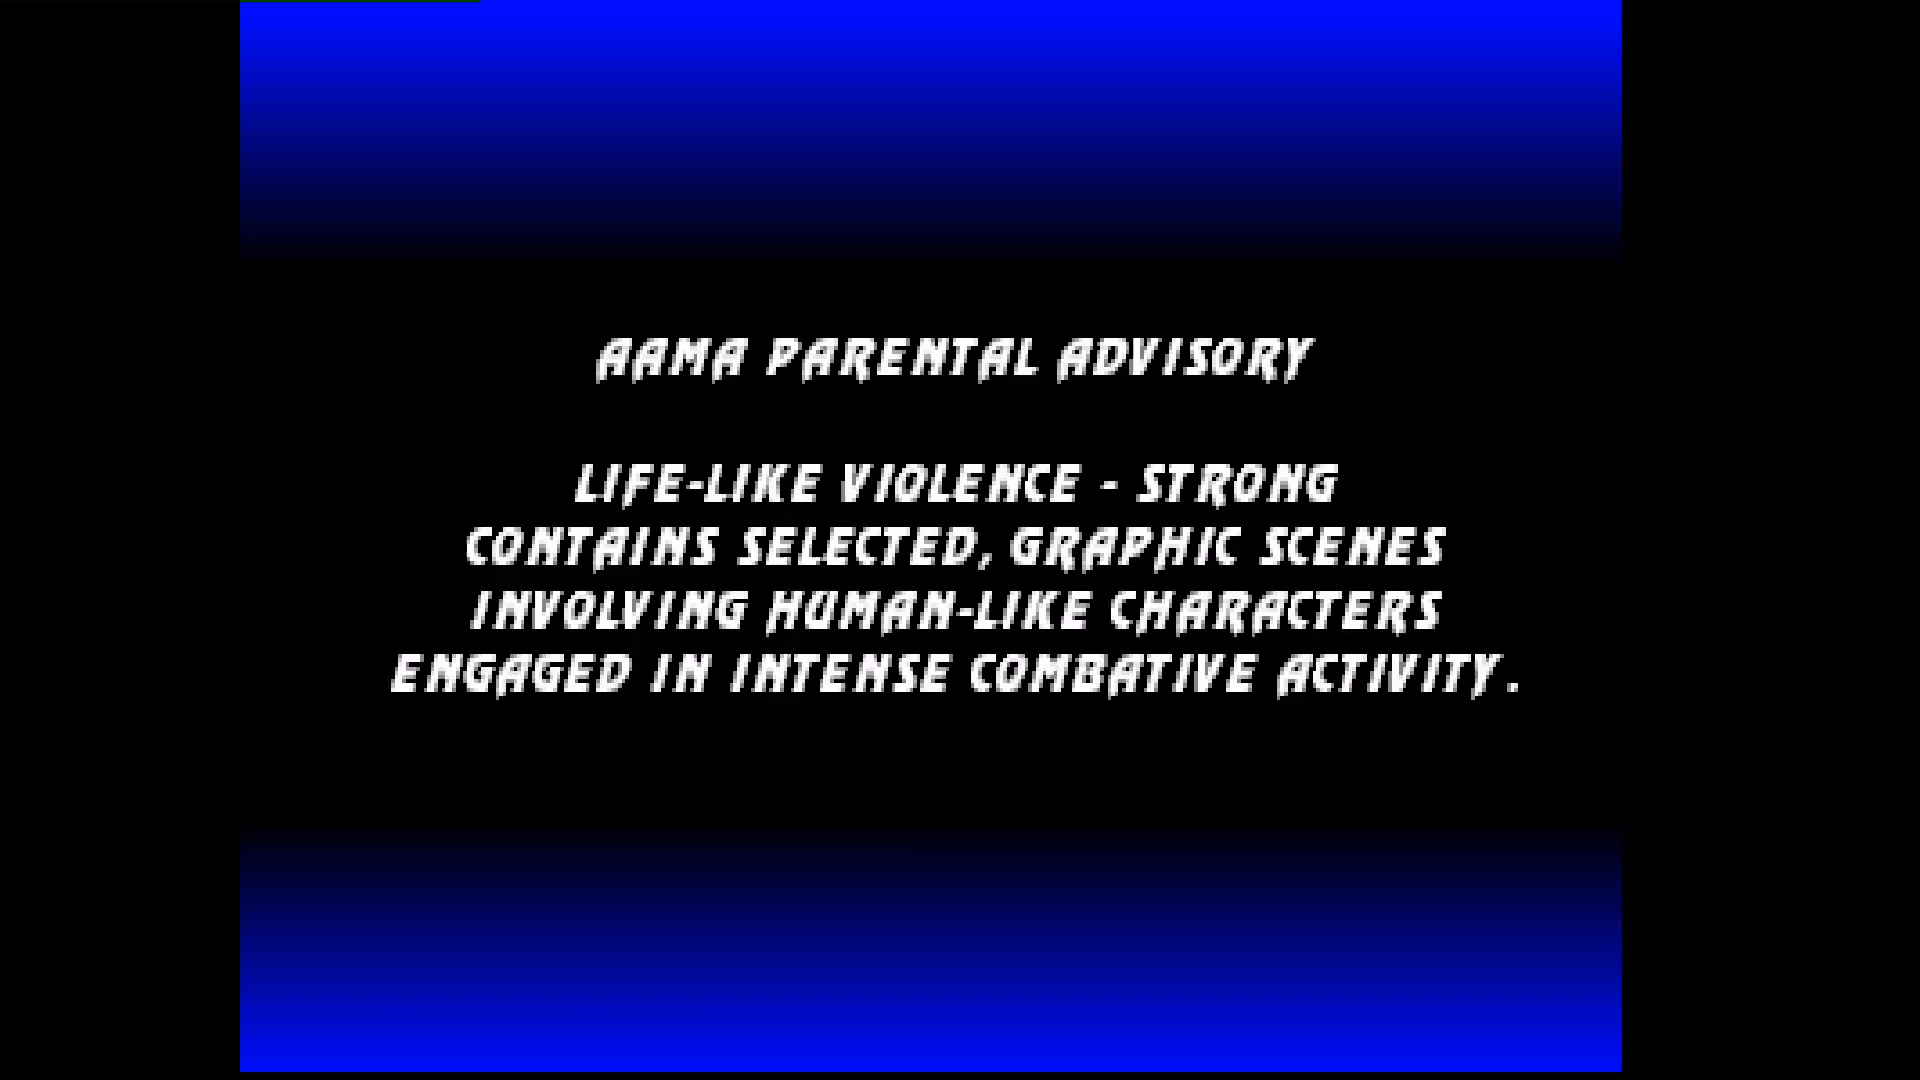 AAMA PARENTAL ADVISORY
LIFE-LIKE VIOLENCE - STRONG
CONTAINS SELECTED, GRAPHIC SCENES
INVOLVING HUMAN-LIKE CHARACTERS
ENGAGED IN INTENSE COMBATIVE ACTIVITY.